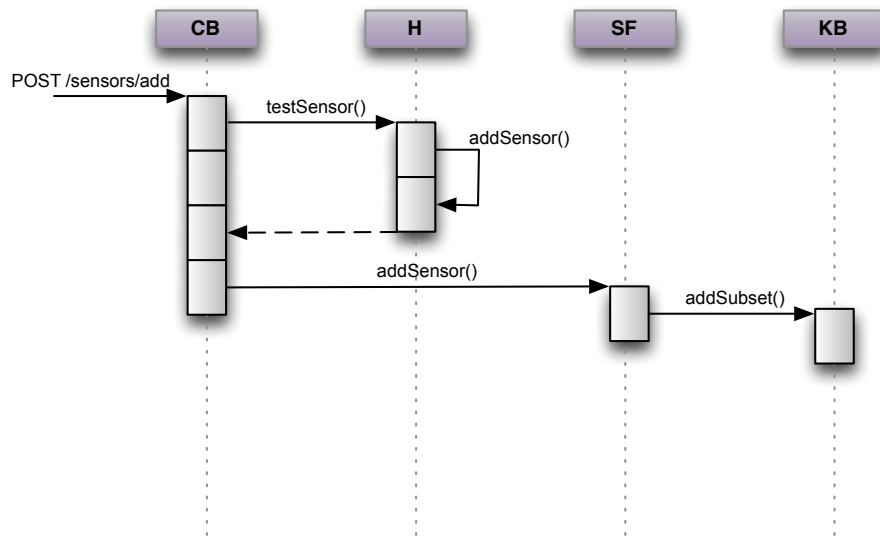 CB
H
SF
KB
POST /sensors/add
testSensor()
addSensor()
addSensor()
addSubset()